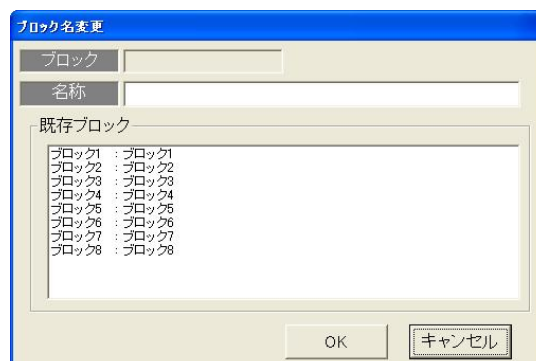 ブロック名変更
ブロック
名称
既存ブロック
ブロック1 : ブロック1
ブロック2 : ブロック2
ブロック3 : ブロック3
ブロック4 : ブロック4
ブロック5 : ブロック5
ブロック6 : ブロック6
ブロック7 : ブロック7
ブロック8 : ブロック8
OK キャンセル